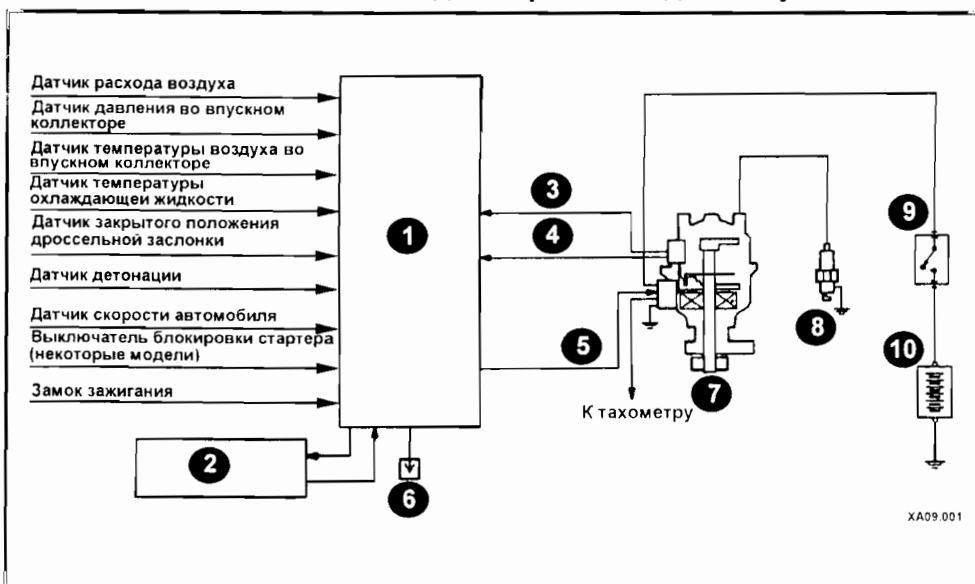 Датчик расхода воздуха
Датчик давления во впускном
коллекторе
Датчик температуры воздуха во
впускном коллекторе
Датчик температуры
охлаждающей жидкости
Датчик закрытого положения
дроссельной заслонки
Датчик детонации
Датчик скорости автомобиля
Выключатель блокировки стартера
(некоторые модели)
Замок зажигания
1
2
3
4
5
6
7
8
9
10
К тахометру
XA09.001